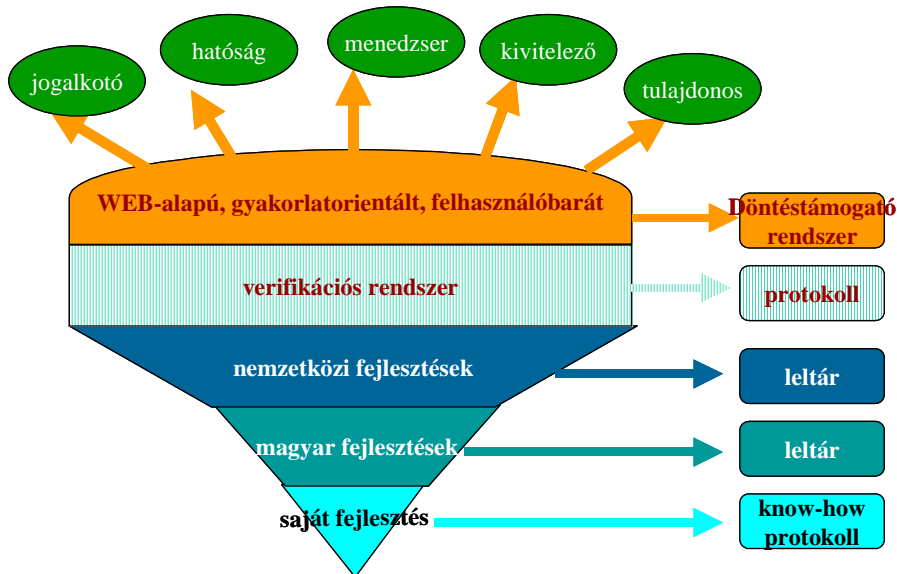 jogalkotó
hatóság
menedzser
kivitelező
tulajdonos
WEB-alapú, gyakorlatorientált, felhasználóbarát
Döntéstámogató
rendszer
verifikációs rendszer
protokoll
nemzetközi fejlesztések
leltár
magyar fejlesztések
leltár
saját fejlesztés
know-how
protokoll